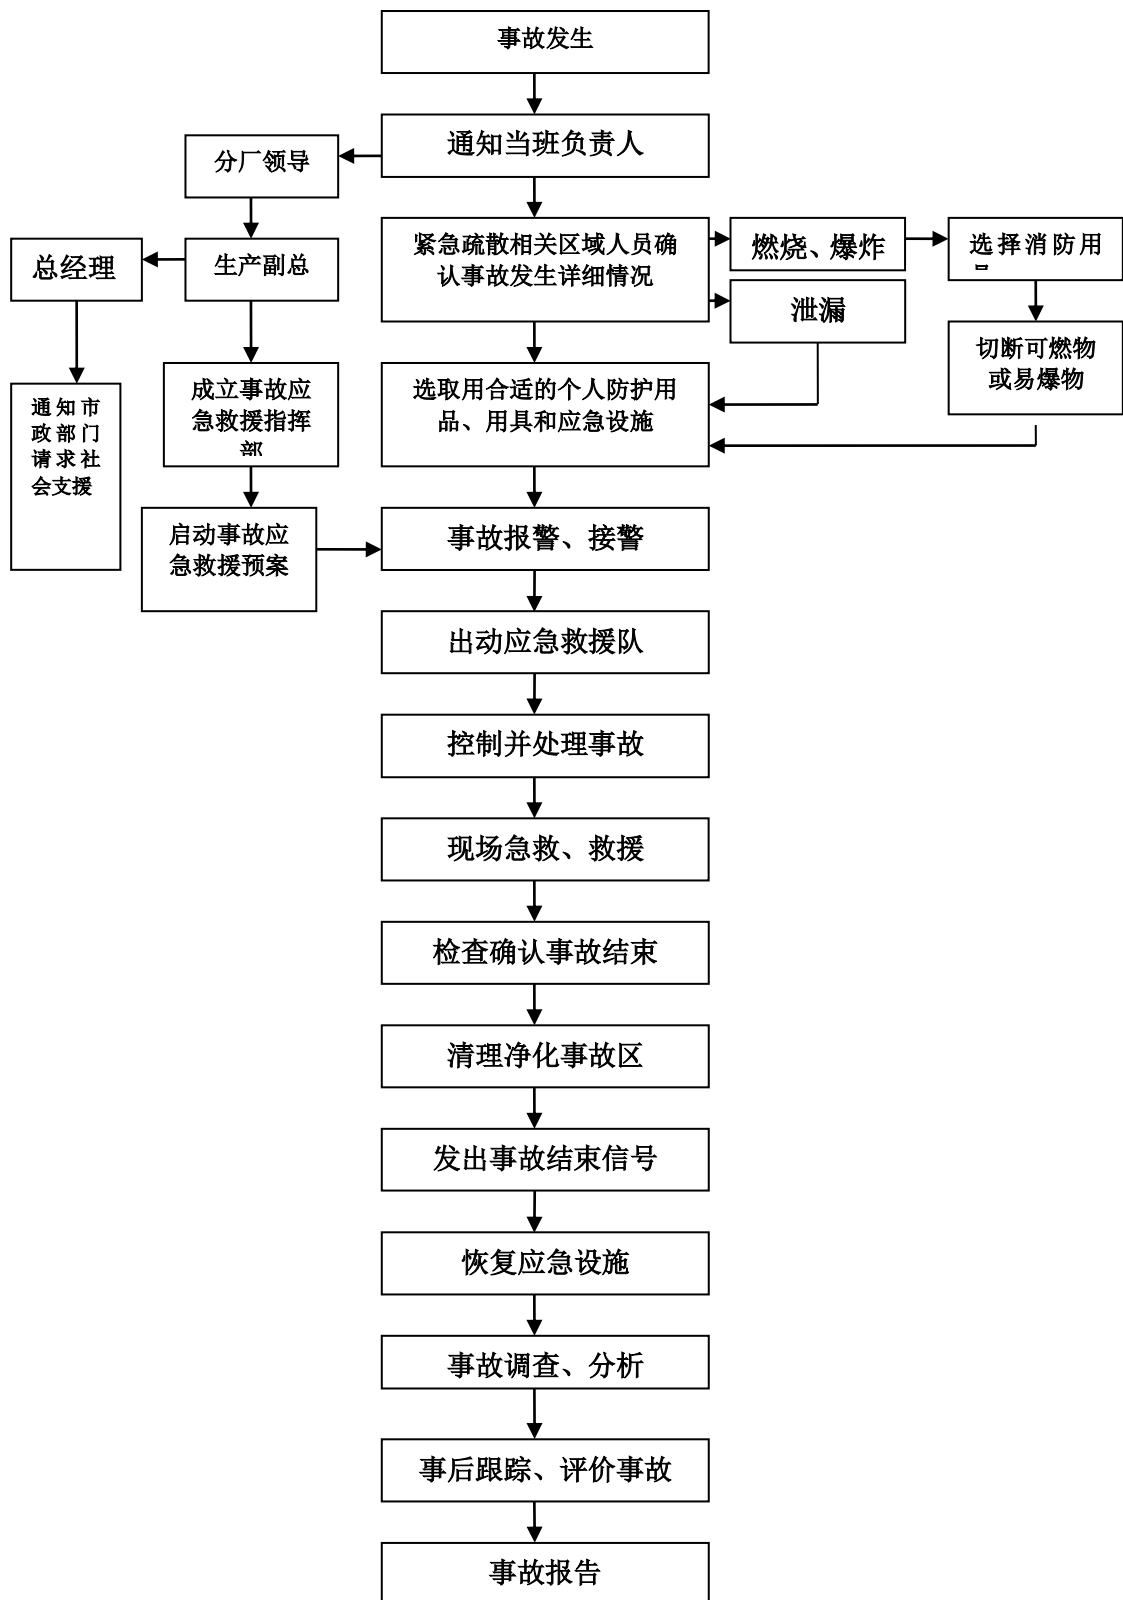 事故发生
通知当班负责人
分厂领导
紧急疏散相关区域人员确
认事故发生详细情况
燃烧、爆炸
选择消防用
总经理
生产副总
泄漏
切断可燃物
或易爆物
通知市
政部门
请求社
会支援
成立事故应
急救援指挥
部
选取用合适的个人防护用
品、用具和应急设施
启动事故应
急救援预案
事故报警、接警
出动应急救援队
控制并处理事故
现场急救、救援
检查确认事故结束
清理净化事故区
发出事故结束信号
恢复应急设施
事故调查、分析
事后跟踪、评价事故
事故报告